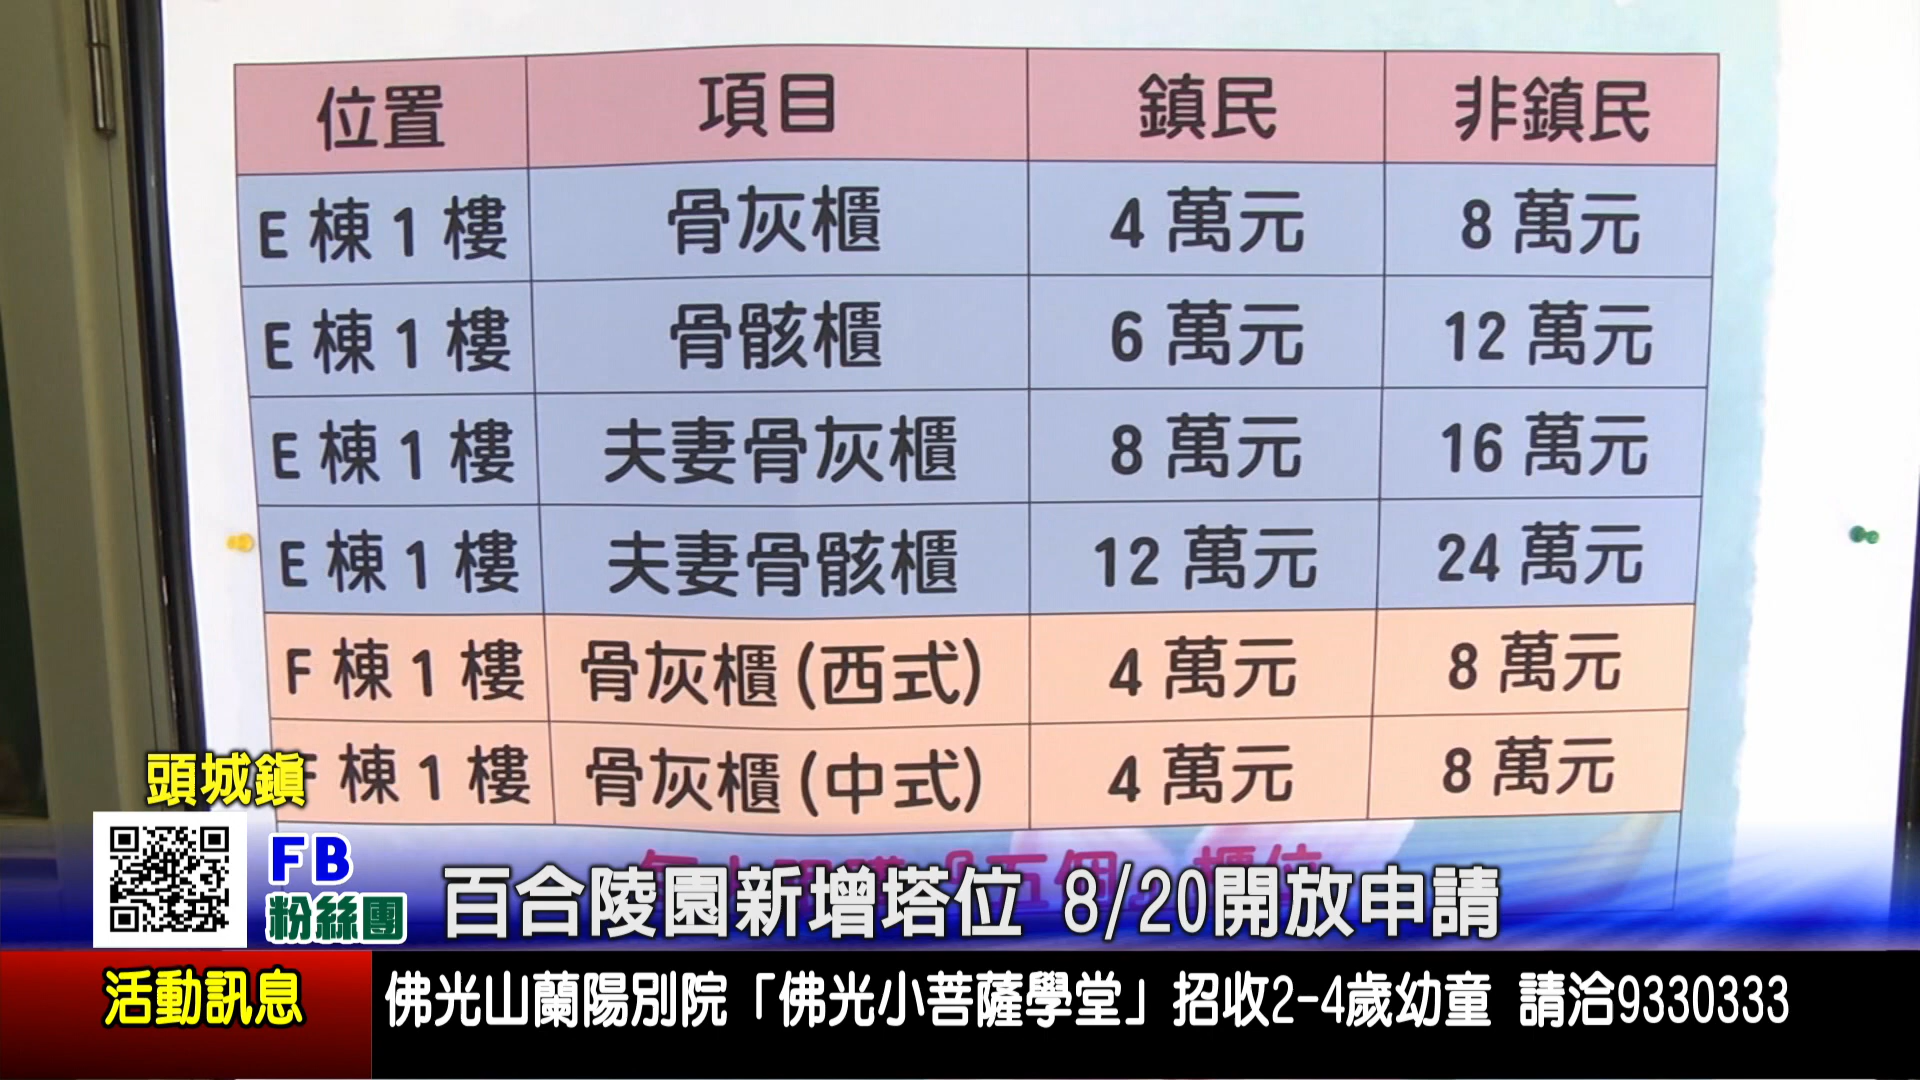 位置 項目 鎮民 非鎮民
E棟1樓 骨灰櫃 4萬元 8萬元
E棟1樓 骨骸櫃 6萬元 12萬元
E棟1樓 夫妻骨灰櫃 8萬元 16萬元
E棟1樓 夫妻骨骸櫃 12萬元 24萬元
F棟1樓 骨灰櫃(西式) 4萬元 8萬元
F棟1樓 骨灰櫃(中式) 4萬元 8萬元
頭城鎮
FB
粉絲團
百合陵園新增塔位 8/20開放申請
活動訊息
佛光山蘭陽別院「佛光小菩薩學堂」招收2-4歲幼童 請洽9330333